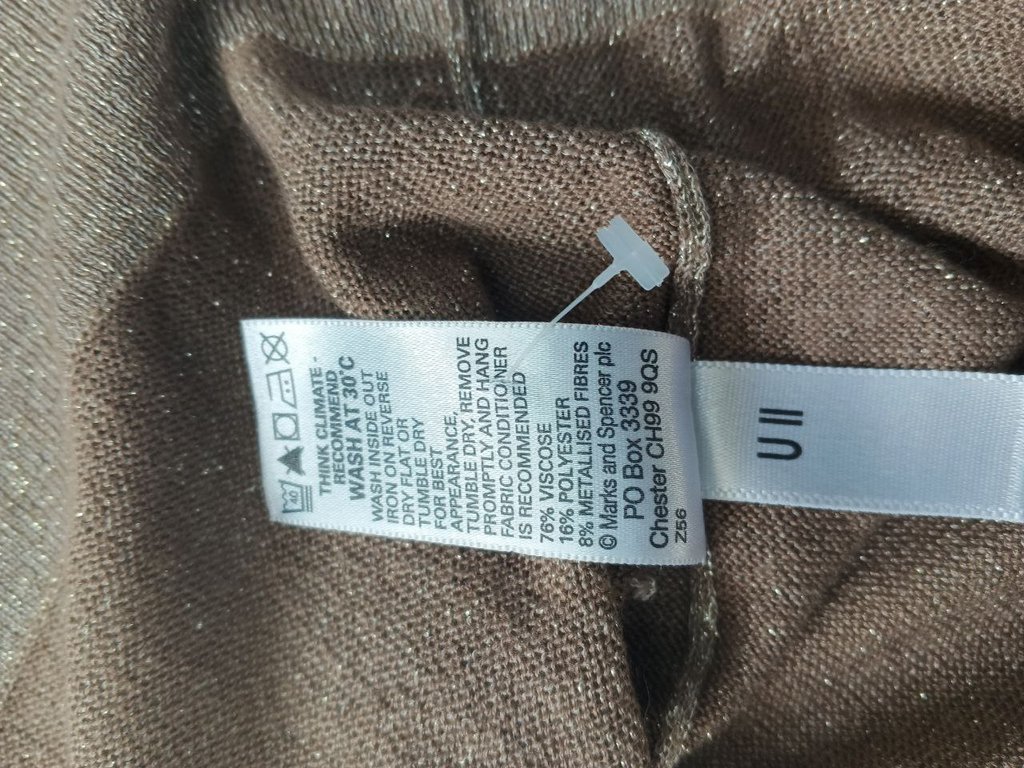 40
THINK CLIMATE -
RECOMMEND
WASH AT 30°C
WASH INSIDE OUT
IRON ON REVERSE
DRY FLAT OR
TUMBLE DRY
FOR BEST
APPEARANCE,
TUMBLE DRY, REMOVE
PROMPTLY AND HANG
FABRIC CONDITIONER
IS RECOMMENDED
76% VISCOSE
16% POLYESTER
8% METALLISED FIBRES
© Marks and Spencer plc
PO Box 3339
Chester CH99 9QS
Z56
U II